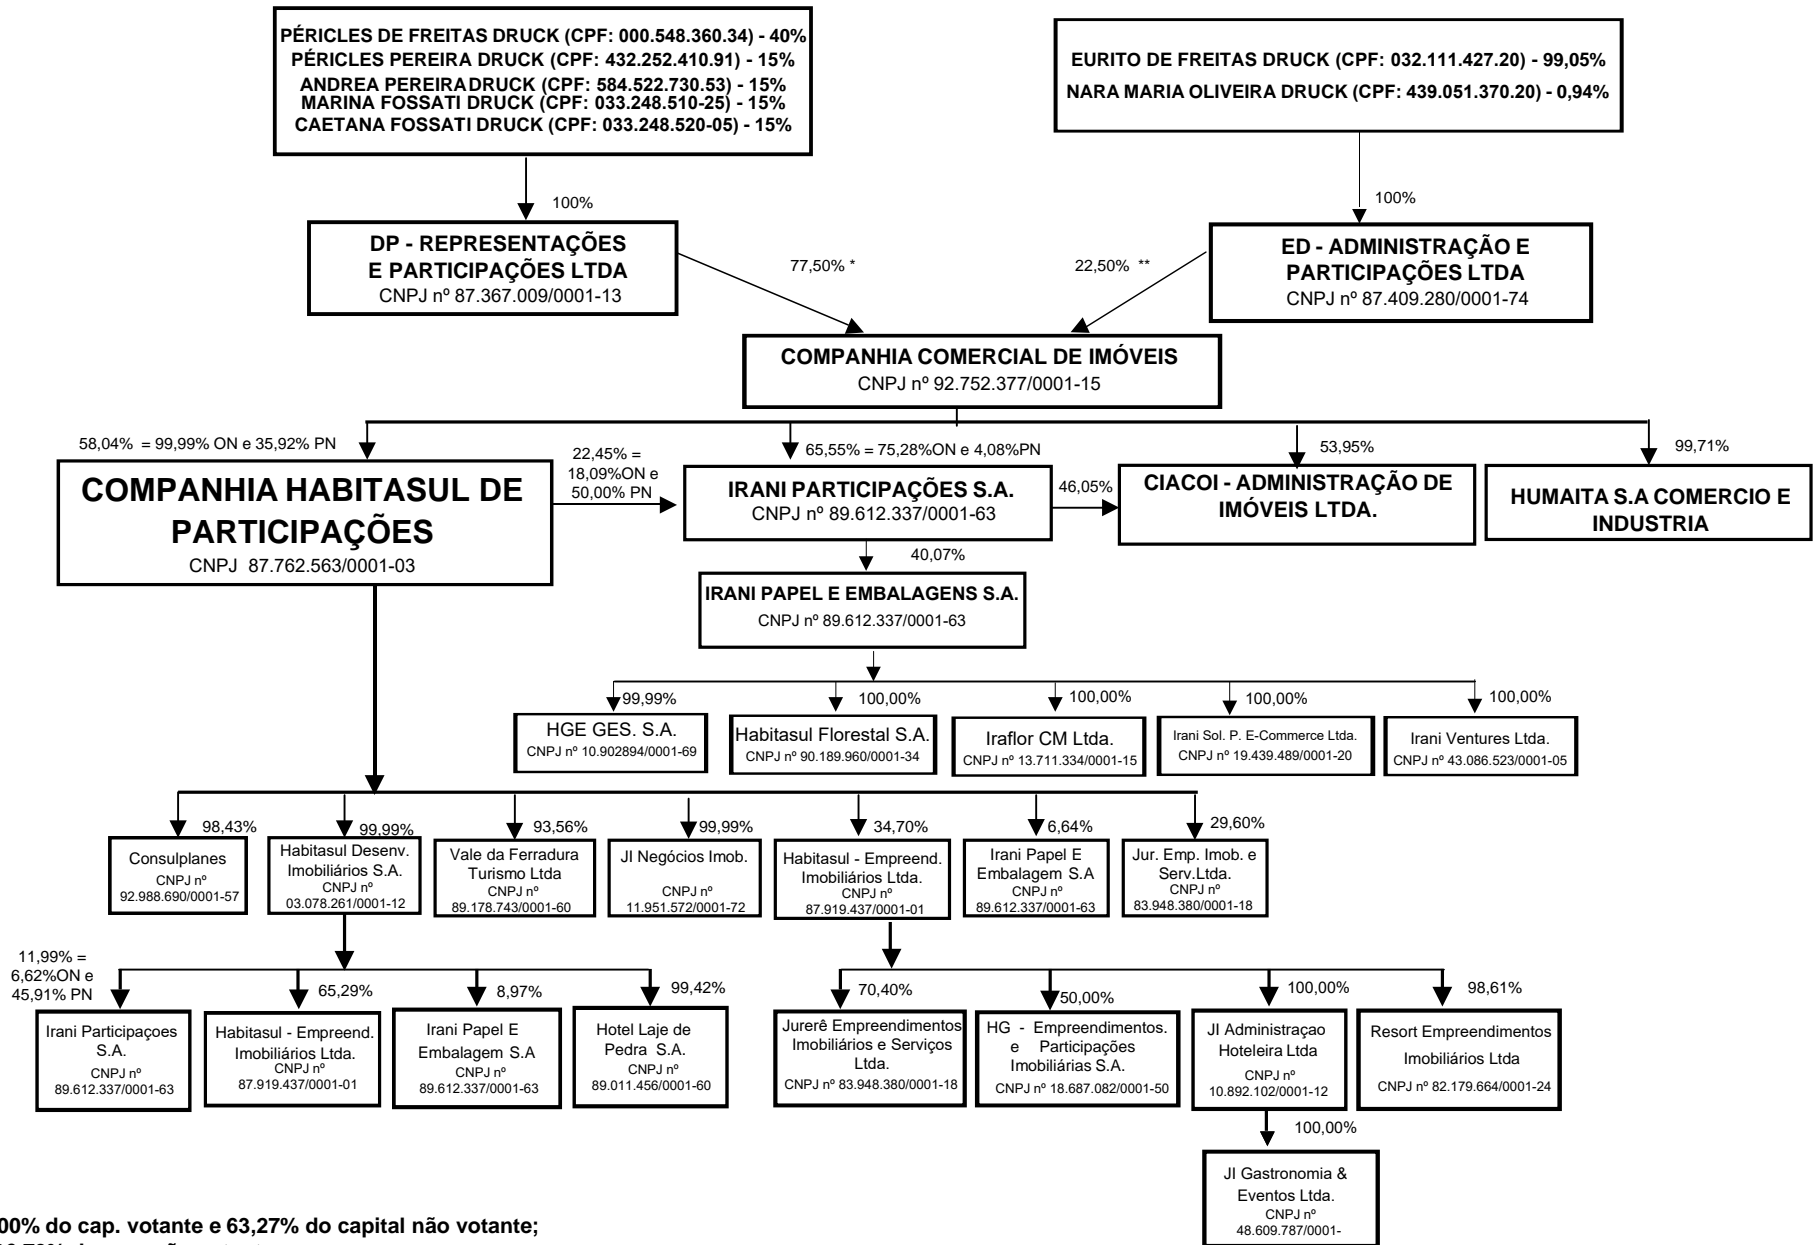 PÉRICLES DE FREITAS DRUCK (CPF: 000.548.360.34) - 40%
PÉRICLES PEREIRA DRUCK (CPF: 432.252.410.91) - 15%
ANDREA PEREIRA DRUCK (CPF: 584.522.730.53) - 15%
MARINA FOSSATI DRUCK (CPF: 033.248.510-25) - 15%
CAETANA FOSSATI DRUCK (CPF: 033.248.520-05) - 15%
EURITO DE FREITAS DRUCK (CPF: 032.111.427.20) - 99,05%
NARA MARIA OLIVEIRA DRUCK (CPF: 439.051.370.20) - 0,94%
100%
100%
DP - REPRESENTAÇÕES
E PARTICIPAÇÕES LTDA
CNPJ nº 87.367.009/0001-13
77,50% *
22,50% **
ED - ADMINISTRAÇÃO E
PARTICIPAÇÕES LTDA
CNPJ nº 87.409.280/0001-74
COMPANHIA COMERCIAL DE IMÓVEIS
CNPJ nº 92.752.377/0001-15
58,04% = 99,99% ON e 35,92% PN
22,45% =
18,09%ON e
50,00% PN
65,55% = 75,28%ON e 4,08%PN
53,95%
99,71%
COMPANHIA HABITASUL DE
PARTICIPAÇÕES
CNPJ 87.762.563/0001-03
IRANI PARTICIPAÇÕES S.A.
CNPJ nº 89.612.337/0001-63
46,05%
CIACOI - ADMINISTRAÇÃO DE
IMÓVEIS LTDA.
HUMAITA S.A COMERCIO E
INDUSTRIA
40,07%
IRANI PAPEL E EMBALAGENS S.A.
CNPJ nº 89.612.337/0001-63
99,99%
100,00%
100,00%
100,00%
100,00%
HGE GES. S.A.
CNPJ nº 10.902894/0001-69
Habitasul Florestal S.A.
CNPJ nº 90.189.960/0001-34
Iraflor CM Ltda.
CNPJ nº 13.711.334/0001-15
Irani Sol. P. E-Commerce Ltda.
CNPJ nº 19.439.489/0001-20
Irani Ventures Ltda.
CNPJ nº 43.086.523/0001-05
98,43%
99,99%
93,56%
99,99%
34,70%
6,64%
29,60%
Consulplanes
CNPJ nº
92.988.690/0001-57
Habitasul Desenv.
Imobiliários S.A.
CNPJ nº
03.078.261/0001-12
Vale da Ferradura
Turismo Ltda
CNPJ nº
89.178.743/0001-60
JI Negócios Imob.
CNPJ nº
11.951.572/0001-72
Habitasul - Empreend.
Imobiliários Ltda.
CNPJ nº
87.919.437/0001-01
Irani Papel E
Embalagem S.A
CNPJ nº
89.612.337/0001-63
Jur. Emp. Imob. e
Serv.Ltda.
CNPJ nº
83.948.380/0001-18
11,99% =
6,62%ON e
45,91% PN
65,29%
8,97%
99,42%
70,40%
50,00%
100,00%
98,61%
Irani Participaçoes
S.A.
CNPJ nº
89.612.337/0001-63
Habitasul - Empreend.
Imobiliários Ltda.
CNPJ nº
87.919.437/0001-01
Irani Papel E
Embalagem S.A
CNPJ nº
89.612.337/0001-63
Hotel Laje de
Pedra S.A.
CNPJ nº
89.011.456/0001-60
Jurerê Empreendimentos
Imobiliários e Serviços
Ltda.
CNPJ nº 83.948.380/0001-18
HG - Empreendimentos.
e Participações
Imobiliárias S.A.
CNPJ nº 18.687.082/0001-50
JI Administraçao
Hoteleira Ltda
CNPJ nº
10.892.102/0001-12
Resort Empreendimentos
Imobiliários Ltda
CNPJ nº 82.179.664/0001-24
100,00%
JI Gastronomia &
Eventos Ltda.
CNPJ nº
48.609.787/0001-
00% do cap. votante e 63,27% do capital não votante;